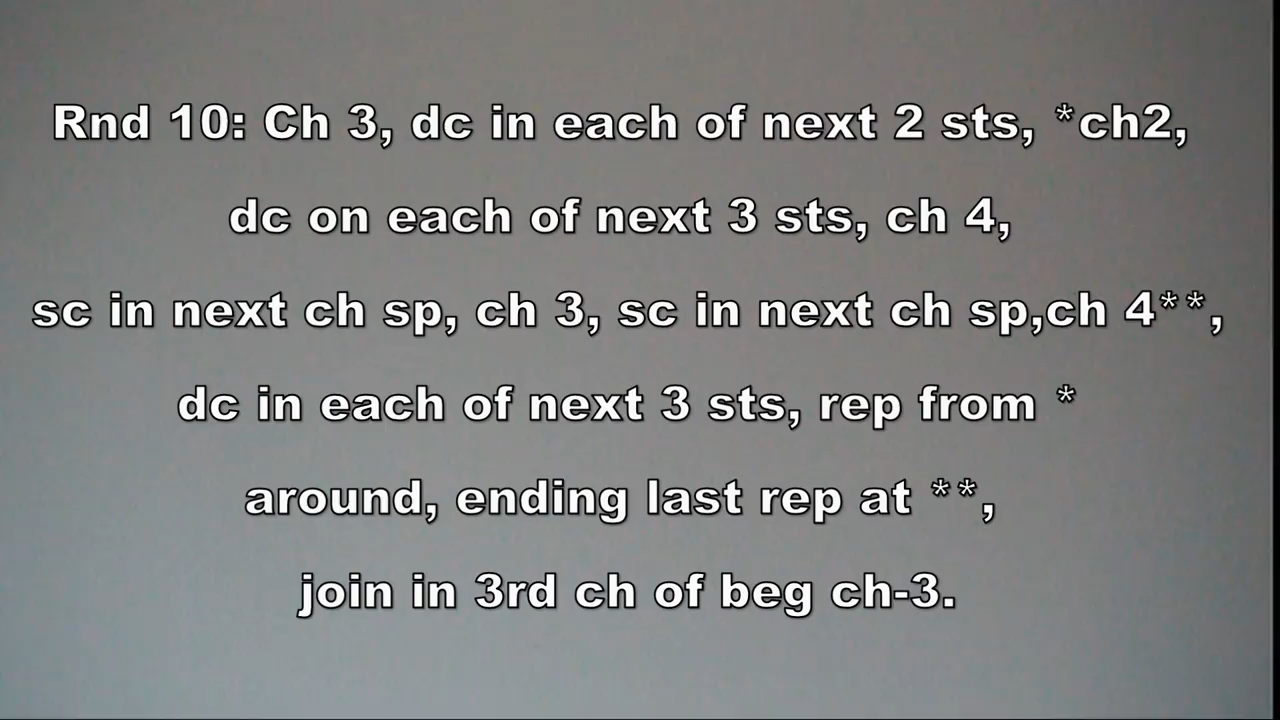 Rnd 10: Ch 3, dc in each of next 2 sts, *ch2,
dc on each of next 3 sts, ch 4,
sc in next ch sp, ch 3, sc in next ch sp,ch 4**,
dc in each of next 3 sts, rep from *
around, ending last rep at **,
join in 3rd ch of beg ch-3.